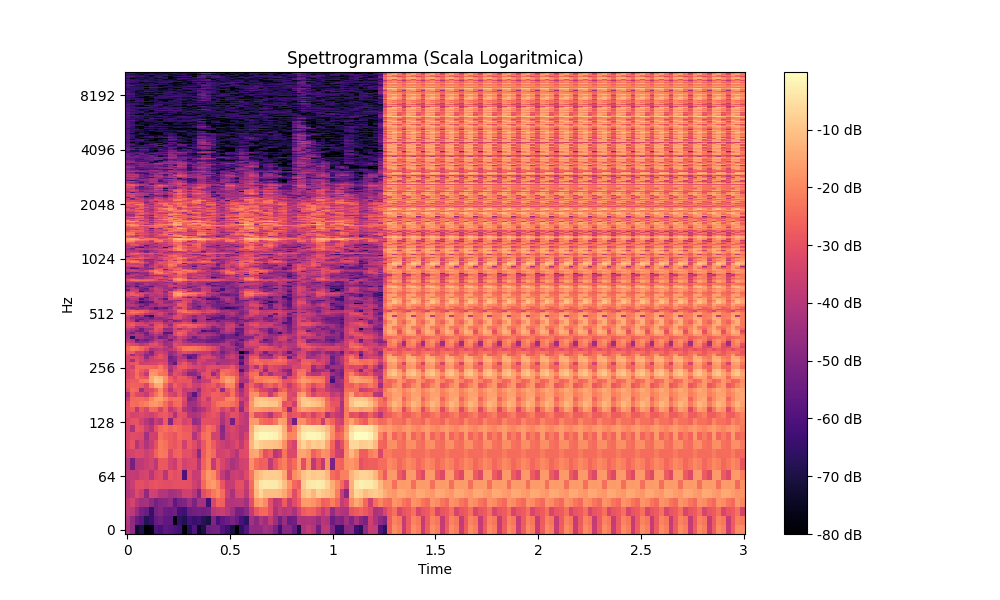 Spettrogramma (Scala Logaritmica)
8192
4096
2048
1024
512
256
128
64
0
Hz
0 0.5 1 1.5 2 2.5 3
Time
-10 dB
-20 dB
-30 dB
-40 dB
-50 dB
-60 dB
-70 dB
-80 dB